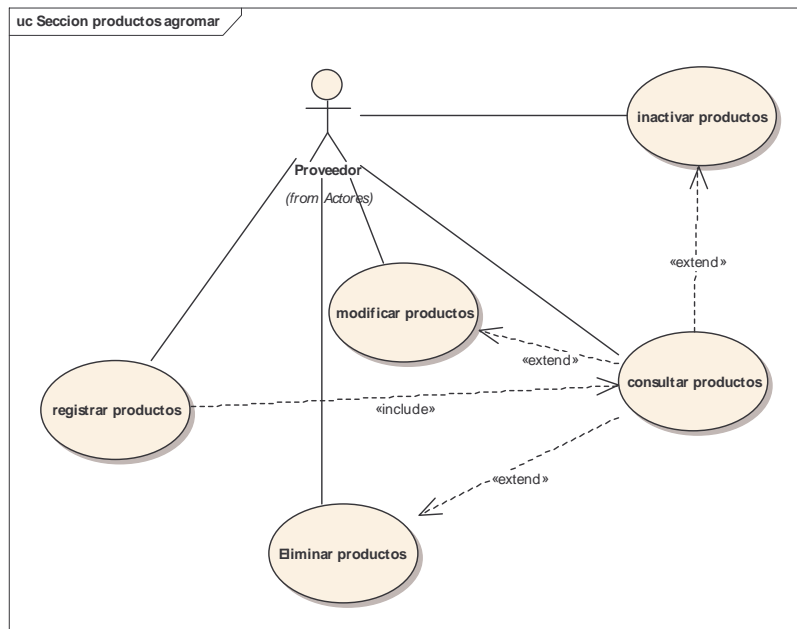 uc Seccion productos agromar
inactivar productos
Proveedor
(from Actores)
«extend»
modificar productos
«extend»
consultar productos
registrar productos
«include»
«extend»
Eliminar productos